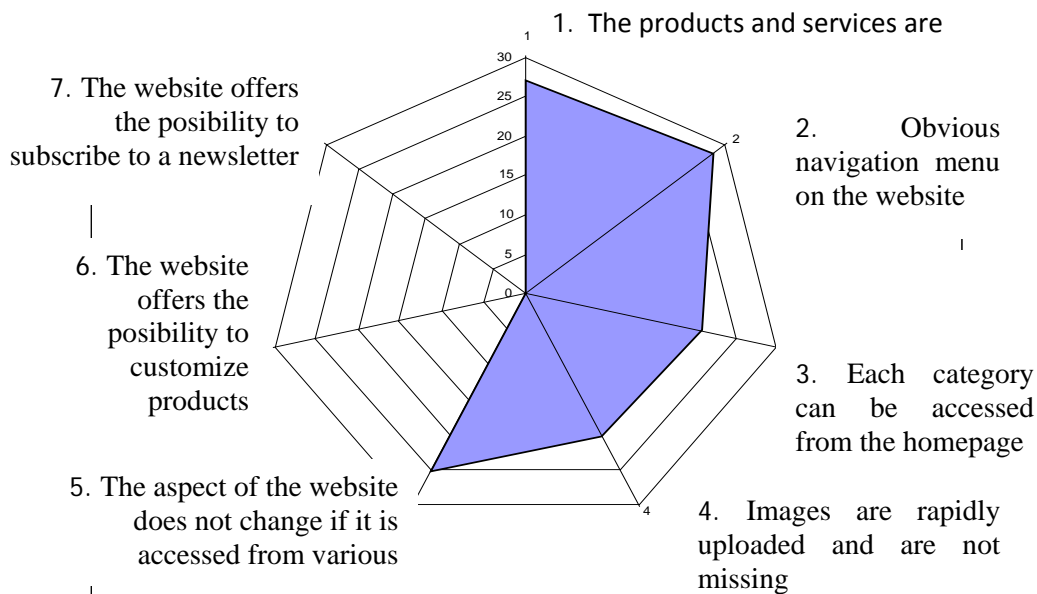 1. The products and services are
1
30
25
20
15
10
5
0
2
4
2. Obvious
navigation menu
on the website
3. Each category
can be accessed
from the homepage
4. Images are rapidly
uploaded and are not
missing
5. The aspect of the website
does not change if it is
accessed from various
6. The website
offers the
posibility to
customize
products
7. The website offers
the posibility to
subscribe to a newsletter